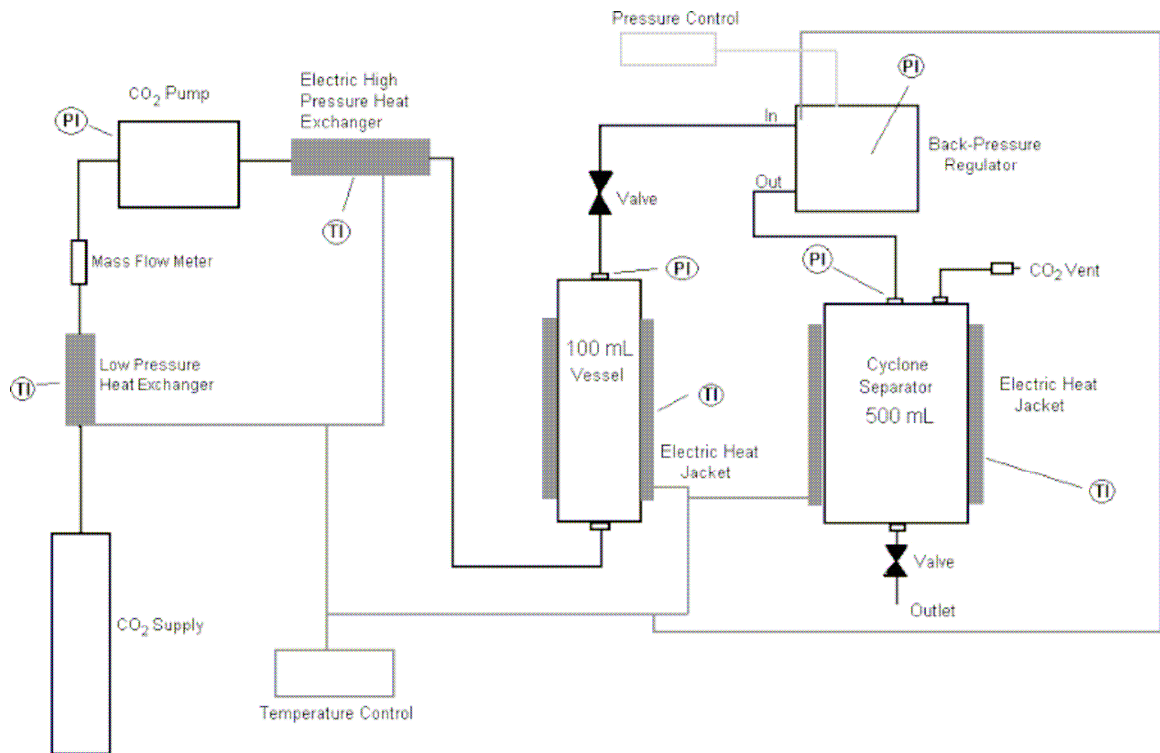 Pressure Control
PI
In
Back-Pressure
Regulator
Out
CO2 Pump
PI
Electric High
Pressure Heat
Exchanger
TI
Valve
Mass Flow Meter
PI
PI
CO2 Vent
Low Pressure
Heat Exchanger
TI
100 mL
Vessel
TI
Electric Heat
Jacket
Cyclone
Separator
500 mL
Electric Heat
Jacket
TI
Valve
Outlet
CO2 Supply
Temperature Control